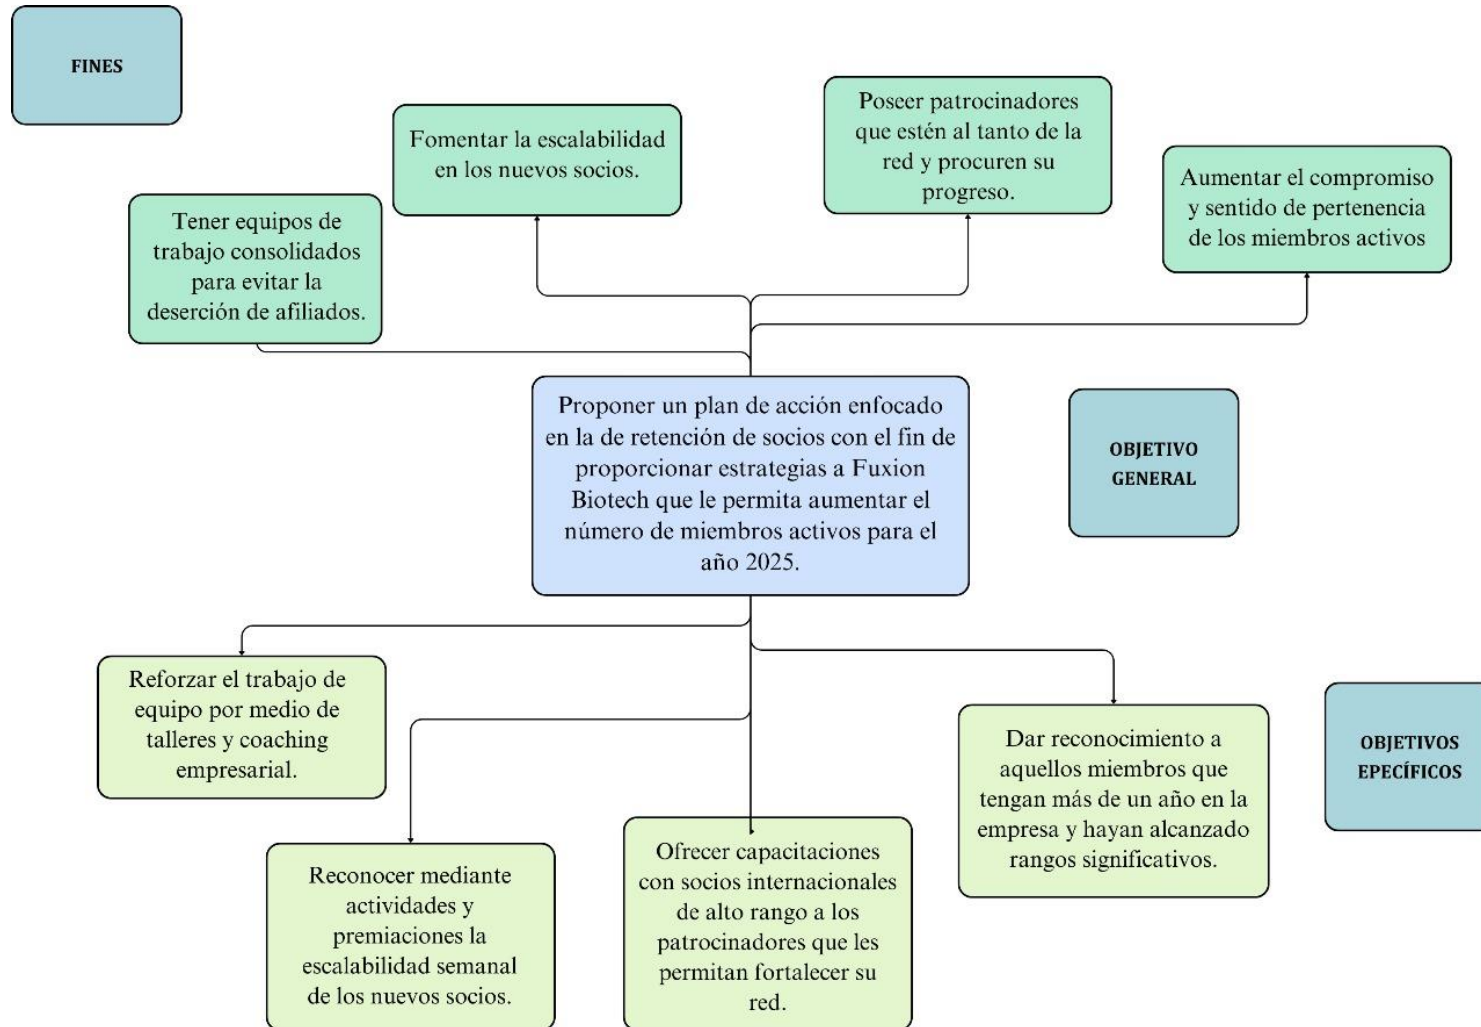 FINES
Fomentar la escalabilidad
en los nuevos socios.
Poseer patrocinadores
que estén al tanto de la
red y procuren su
progreso.
Aumentar el compromiso
y sentido de pertenencia
de los miembros activos
Tener equipos de
trabajo consolidados
para evitar la
deserción de afiliados.
Proponer un plan de acción enfocado
en la de retención de socios con el fin de
proporcionar estrategias a Fuxion
Biotech que le permita aumentar el
número de miembros activos para el
año 2025.
OBJETIVO
GENERAL
Reforzar el trabajo de
equipo por medio de
talleres y coaching
empresarial.
Reconocer mediante
actividades y
premiaciones la
escalabilidad semanal
de los nuevos socios.
Ofrecer capacitaciones
con socios internacionales
de alto rango a los
patrocinadores que les
permitan fortalecer su
red.
Dar reconocimiento a
aquellos miembros que
tengan más de un año en la
empresa y hayan alcanzado
rangos significativos.
OBJETIVOS
EPECÍFICOS